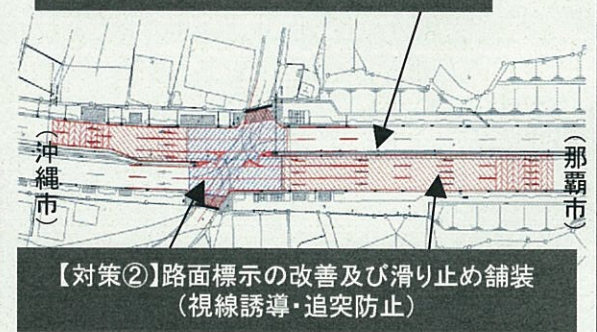 （沖縄市）
（那覇市）
【対策②】路面標示の改善及び滑り止め舗装
（視線誘導・追突防止）